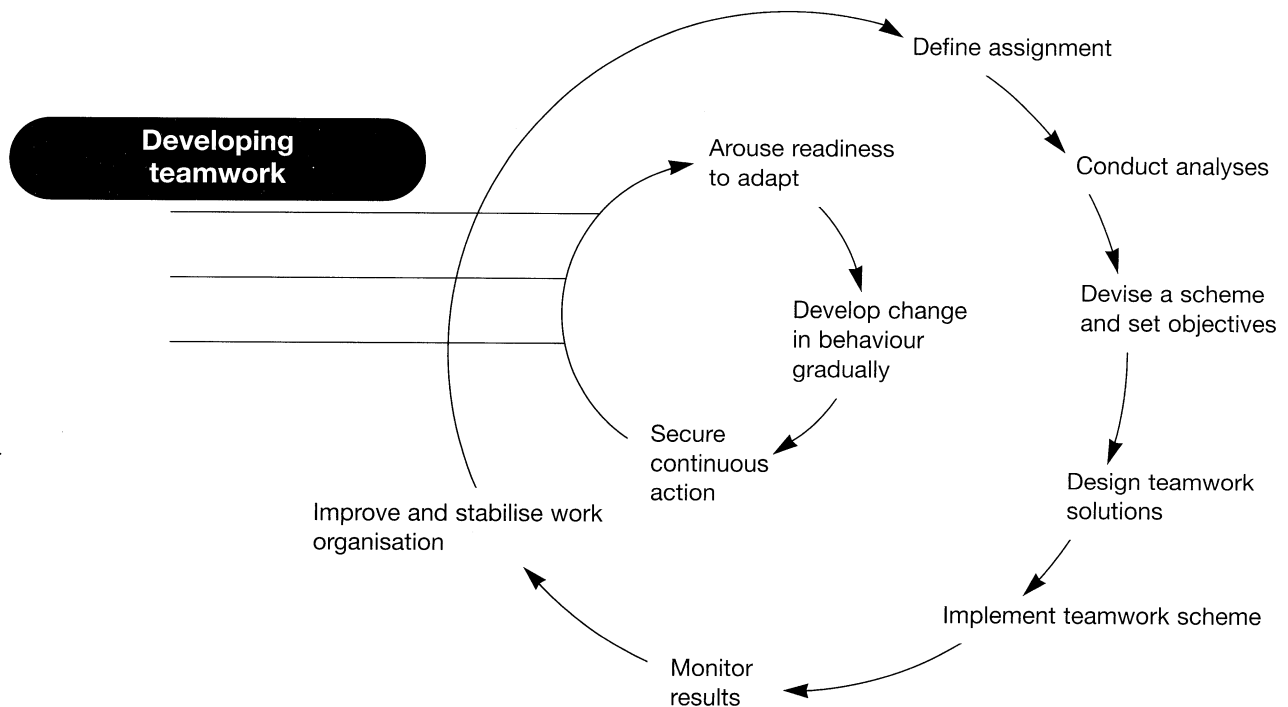 Developing
teamwork
Define assignment
Conduct analyses
Devise a scheme
and set objectives
Design teamwork
solutions
Implement teamwork scheme
Monitor
results
Improve and stabilise work
organisation
Arouse readiness
to adapt
Develop change
in behaviour
gradually
Secure
continuous
action